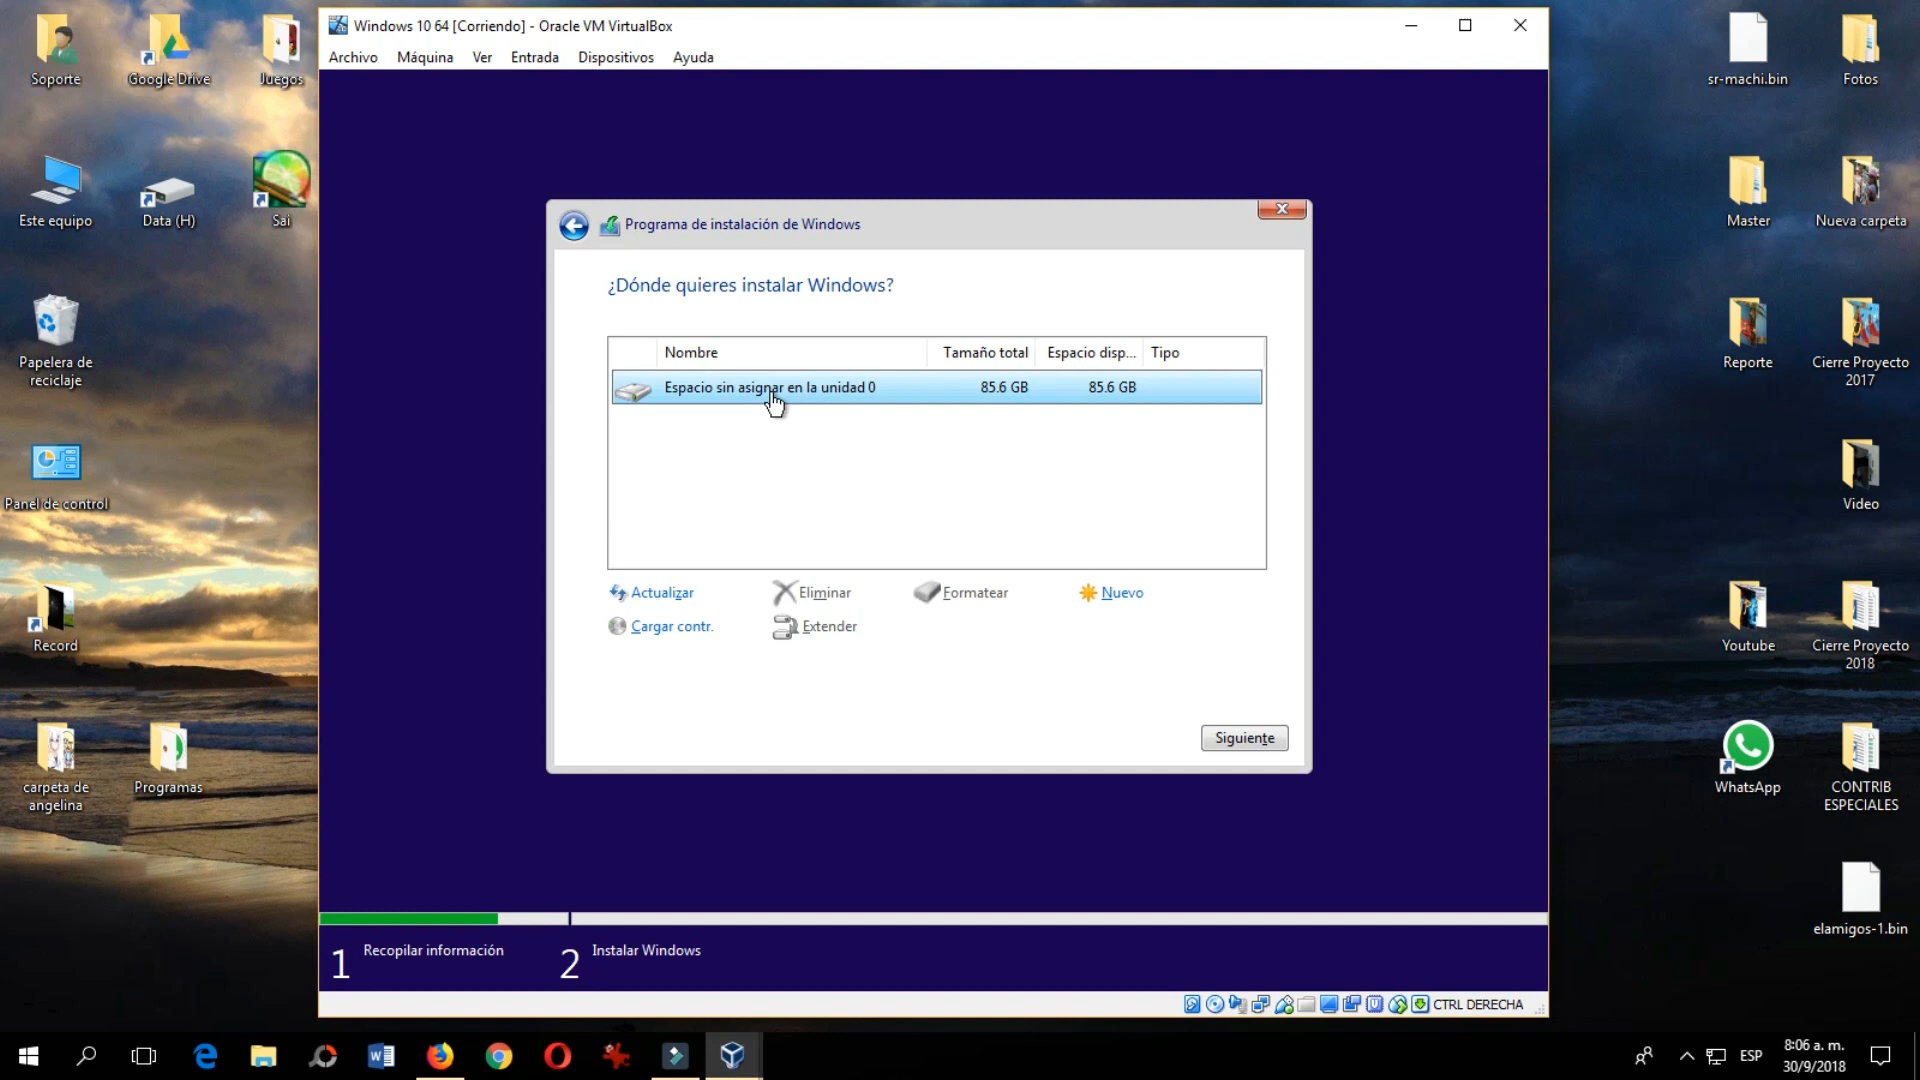 Windows 10 64 [Corriendo] - Oracle VM VirtualBox
Archivo Máquina Ver Entrada Dispositivos Ayuda
Soporte
Google Drive
Juegos
Este equipo
Data (H)
Sai
Papelera de
reciclaje
Panel de control
Record
carpeta de
angelina
Programas
Programa de instalación de Windows
¿Dónde quieres instalar Windows?
Nombre Tamaño total Espacio disp... Tipo
Espacio sin asignar en la unidad 0 85.6 GB 85.6 GB
Actualizar Eliminar Formatear Nuevo
Cargar contr. Extender
Siguiente
1 Recopilar información 2 Instalar Windows
CTRL DERECHA
sr-machi.bin
Fotos
Master
Nueva carpeta
Reporte
Cierre Proyecto
2017
Video
Youtube
Cierre Proyecto
2018
WhatsApp
CONTRIB
ESPECIALES
elamigos-1.bin
ESP
8:06 a. m.
30/9/2018